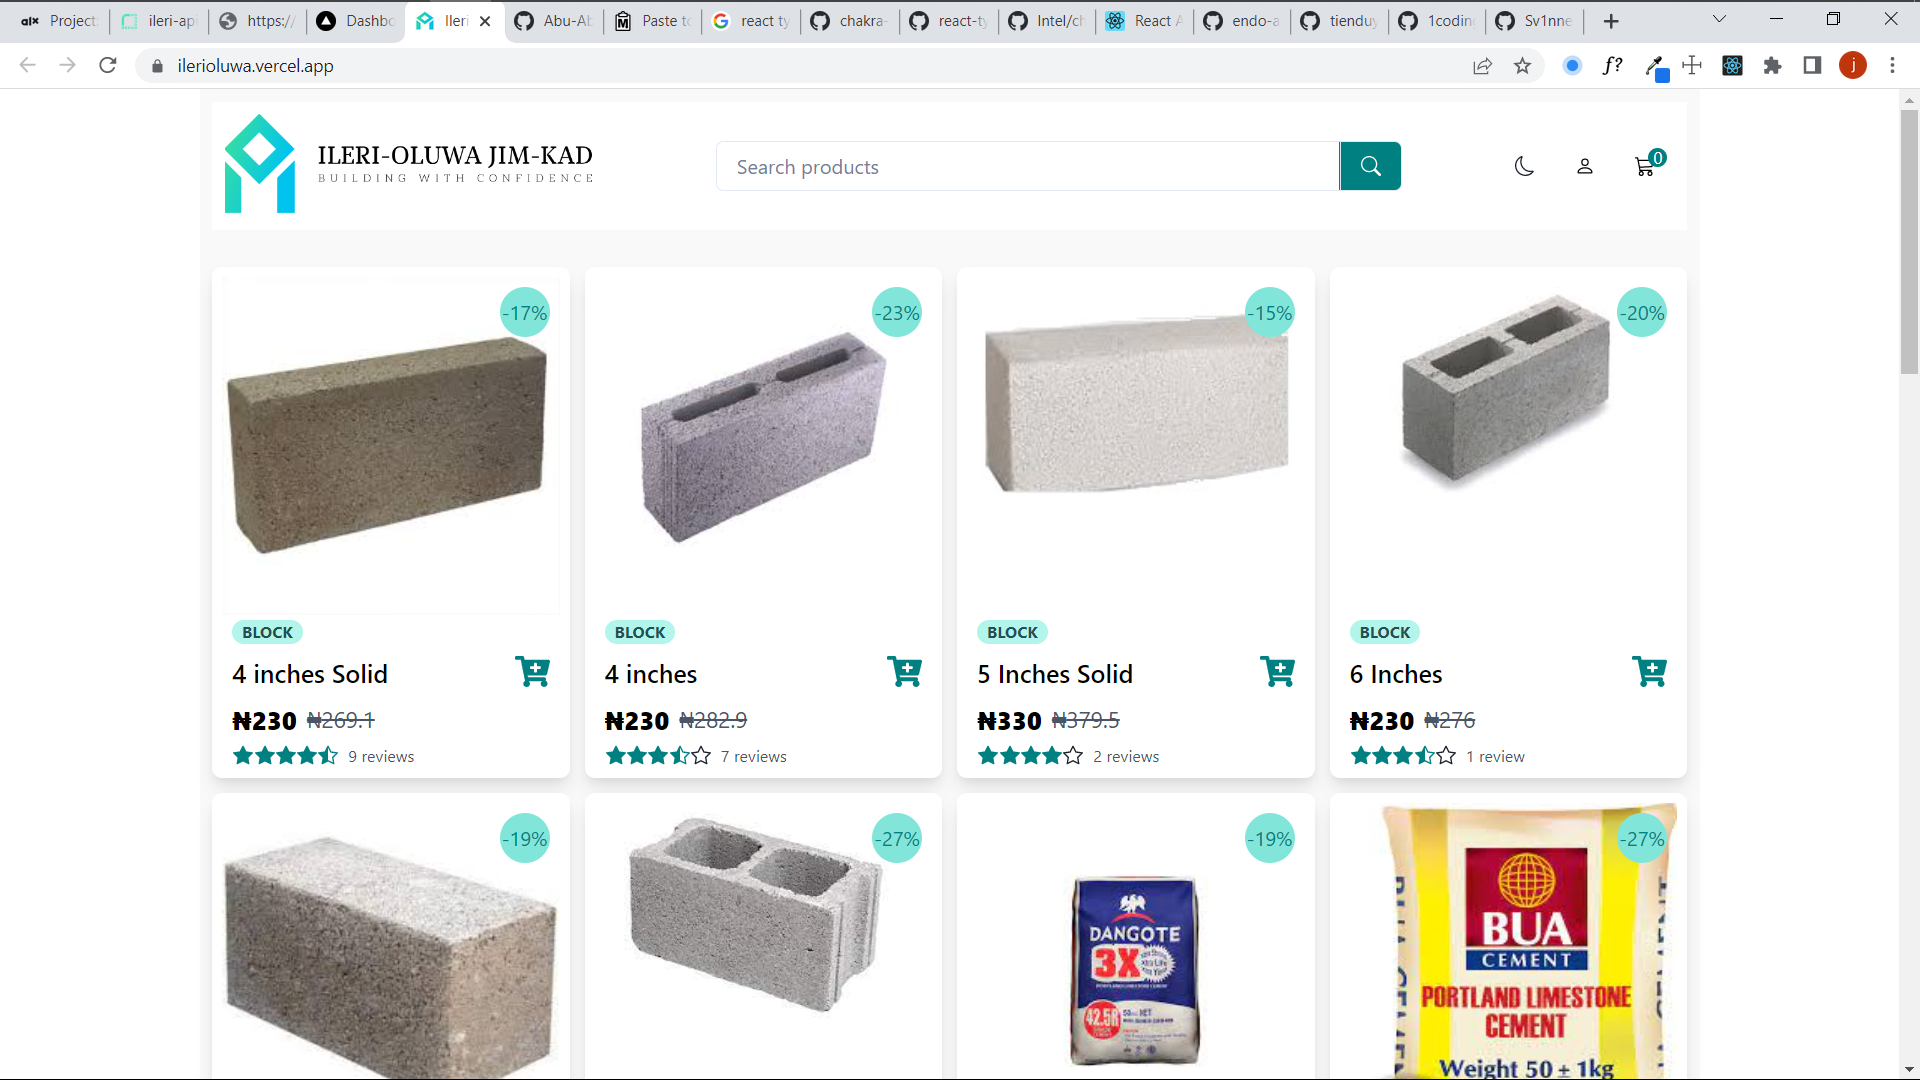 alx Project
ileri-api
https://
Dashbo
Ileri
Abu-Ab
Paste to
react ty
chakra-
react-ty
Intel/ch
React A
endo-a
tienduy
1coding
Sv1nne
ilerioluwa.vercel.app
f?
j
ILERI-OLUWA JIM-KAD
BUILDING WITH CONFIDENCE
Search products
0
-17%
-23%
-15%
-20%
BLOCK
BLOCK
BLOCK
BLOCK
4 inches Solid
4 inches
5 Inches Solid
6 Inches
₦230 ₦269.1
₦230 ₦282.9
₦330 ₦379.5
₦230 ₦276
9 reviews
7 reviews
2 reviews
1 review
-19%
-27%
-19%
-27%
DANGOTE
3X
42.5R
BUA
CEMENT
PORTLAND LIMESTONE
CEMENT
Weight 50 ± 1kg